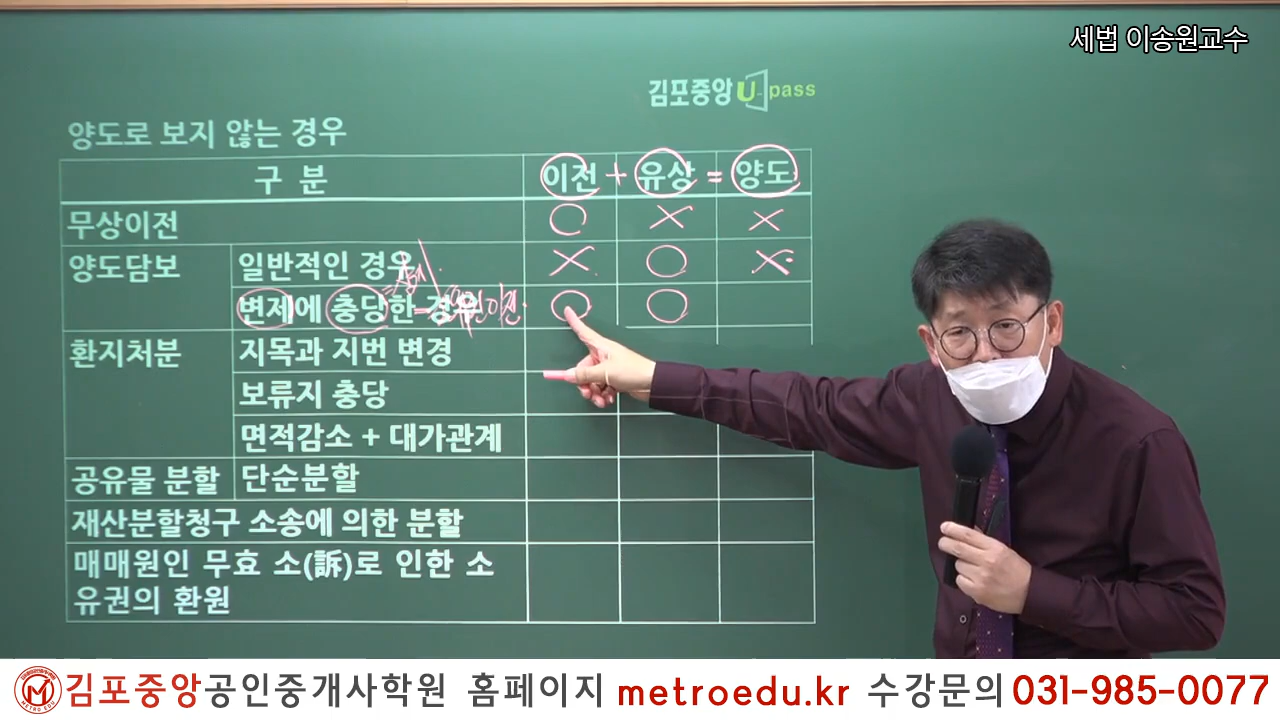 세법 이송원교수
김포중앙 U-pass
양도로 보지 않는 경우
구 분 이전 + 유상 = 양도
무상이전 ○ × ×
양도담보 일반적인 경우 × ○ ×
변제에 충당한 경우 ○ ○
환지처분 지목과 지번 변경
보류지 충당
면적감소 + 대가관계
공유물 분할 단순분할
재산분할청구 소송에 의한 분할
매매원인 무효 소(訴)로 인한 소
유권의 환원
METRO EDU
김포중앙공인중개사학원 홈페이지 metroedu.kr 수강문의 031-985-0077